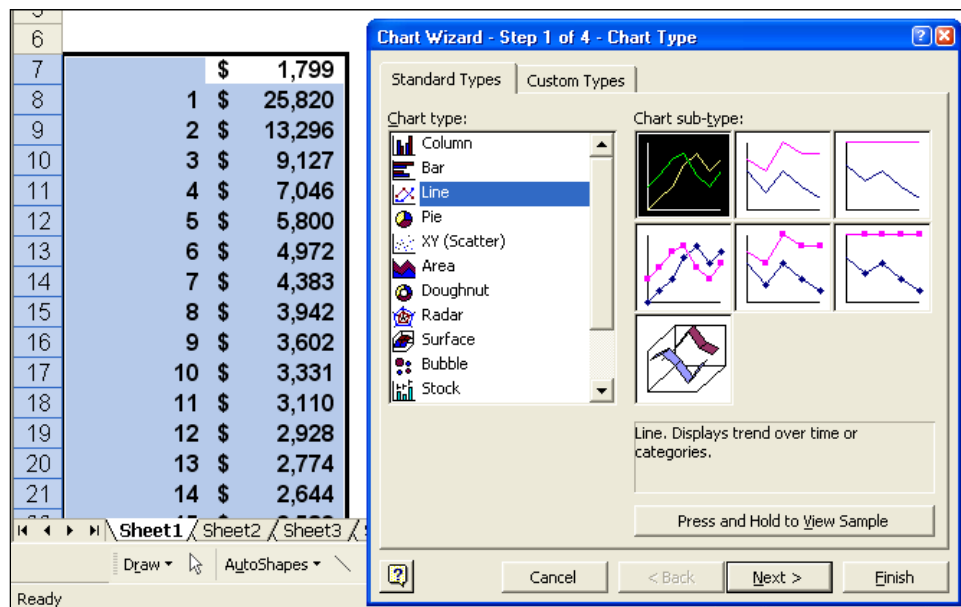 6
7 $ 1,799
8 1 $ 25,820
9 2 $ 13,296
10 3 $ 9,127
11 4 $ 7,046
12 5 $ 5,800
13 6 $ 4,972
14 7 $ 4,383
15 8 $ 3,942
16 9 $ 3,602
17 10 $ 3,331
18 11 $ 3,110
19 12 $ 2,928
20 13 $ 2,774
21 14 $ 2,644
Sheet1 Sheet2 Sheet3
Draw AutoShapes
Ready
Chart Wizard - Step 1 of 4 - Chart Type
Standard Types Custom Types
Chart type:
Column
Bar
Line
Pie
XY (Scatter)
Area
Doughnut
Radar
Surface
Bubble
Stock
Chart sub-type:
Line. Displays trend over time or
categories.
Press and Hold to View Sample
Cancel < Back Next > Finish